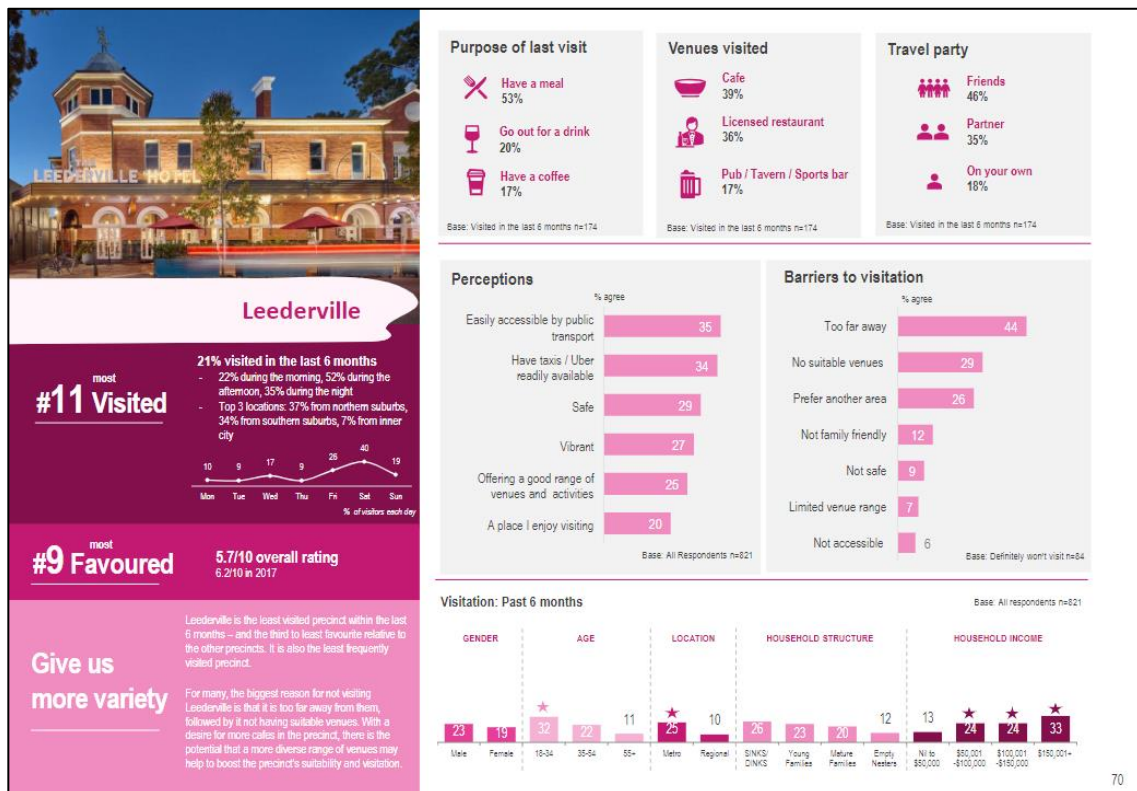 THE
LEEDERVILLE HOTEL
Leederville
#11 most Visited
21% visited in the last 6 months
- 22% during the morning, 52% during the
afternoon, 35% during the night
- Top 3 locations: 37% from northern suburbs,
34% from southern suburbs, 7% from inner
city
10 9 17 9 26 40 19
Mon Tue Wed Thu Fri Sat Sun
% of visitors each day
#9 most Favoured
5.7/10 overall rating
6.2/10 in 2017
Give us
more variety
Leederville is the least visited precinct within the last
6 months – and the third to least favourite relative to
the other precincts. It is also the least frequently
visited precinct.
For many, the biggest reason for not visiting
Leederville is that it is too far away from them,
followed by it not having suitable venues. With a
desire for more cafes in the precinct, there is the
potential that a more diverse range of venues may
help to boost the precinct's suitability and visitation.
Purpose of last visit
Have a meal
53%
Go out for a drink
20%
Have a coffee
17%
Base: Visited in the last 6 months n=174
Venues visited
Cafe
39%
Licensed restaurant
36%
Pub / Tavern / Sports bar
17%
Base: Visited in the last 6 months n=174
Travel party
Friends
46%
Partner
35%
On your own
18%
Base: Visited in the last 6 months n=174
Perceptions
% agree
Easily accessible by public
transport 35
Have taxis / Uber
readily available 34
Safe 29
Vibrant 27
Offering a good range of
venues and activities 25
A place I enjoy visiting 20
Base: All Respondents n=821
Barriers to visitation
% agree
Too far away 44
No suitable venues 29
Prefer another area 26
Not family friendly 12
Not safe 9
Limited venue range 7
Not accessible 6
Base: Definitely won't visit n=84
Visitation: Past 6 months
Base: All respondents n=821
GENDER AGE LOCATION HOUSEHOLD STRUCTURE HOUSEHOLD INCOME
23 19 32 22 11 25 10 26 23 20 12 13 24 24 33
Male Female 18-34 35-54 55+ Metro Regional SINKS/ Young Mature Empty Nil to $50,001 $100,001 $150,001+
DINKS Families Families Nesters $50,000 -$100,000 -$150,000
70